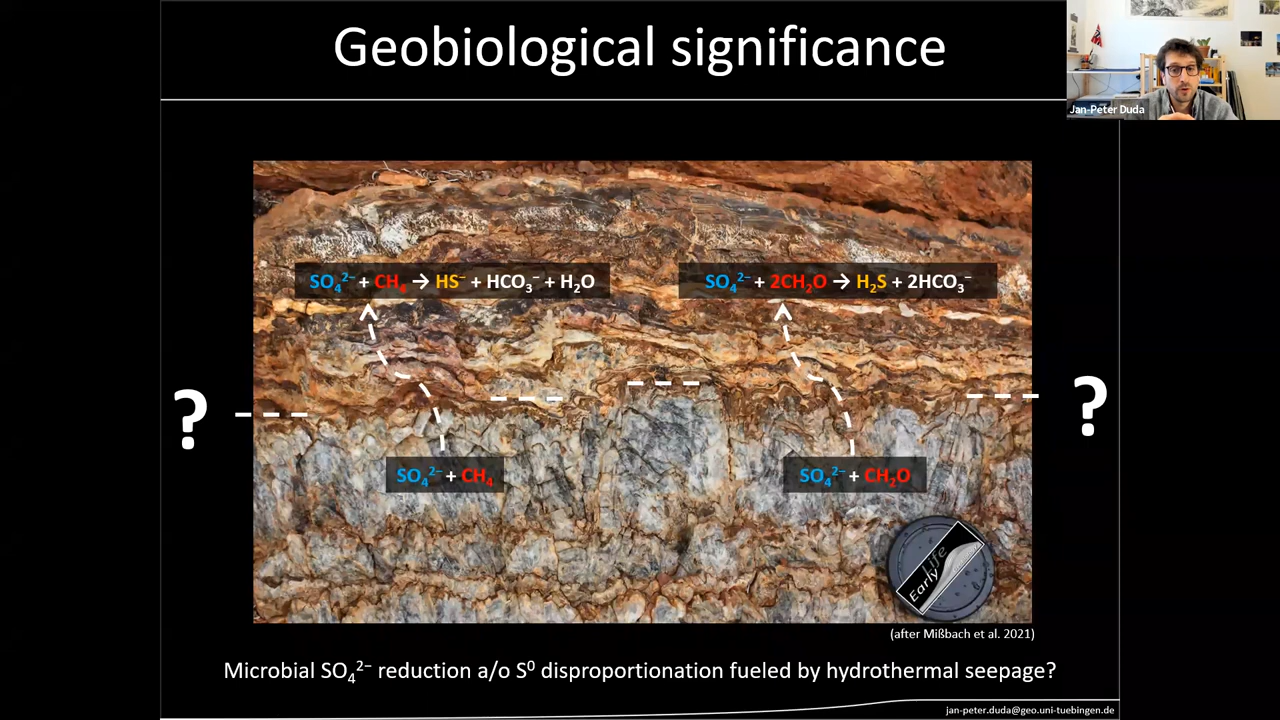 Geobiological significance
Jan-Peter Duda
SO₄²⁻ + CH₄ → HS⁻ + HCO₃⁻ + H₂O
SO₄²⁻ + 2CH₂O → H₂S + 2HCO₃⁻
? ?
SO₄²⁻ + CH₄
SO₄²⁻ + CH₂O
Early Life
(after Mißbach et al. 2021)
Microbial SO₄²⁻ reduction a/o S⁰ disproportionation fueled by hydrothermal seepage?
jan-peter.duda@geo.uni-tuebingen.de